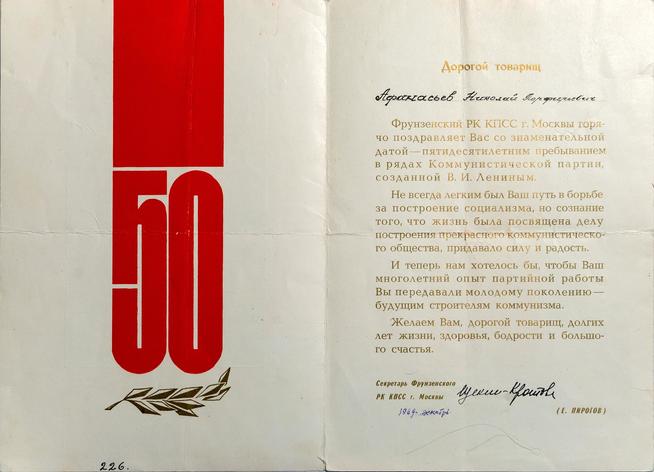 50
226.
Дорогой товарищ
Афанасьев Николай Порфирьевич
Фрунзенский РК КПСС г. Москвы горя-
чо поздравляет Вас со знаменательной
датой—пятидесятилетним пребыванием
в рядах Коммунистической партии,
созданной В. И. Лениным.
Не всегда легким был Ваш путь в борьбе
за построение социализма, но сознание
того, что жизнь была посвящена делу
построения прекрасного коммунистическо-
го общества, придавало силу и радость.
И теперь нам хотелось бы, чтобы Ваш
многолетний опыт партийной работы
Вы передавали молодому поколению—
будущим строителям коммунизма.
Желаем Вам, дорогой товарищ, долгих
лет жизни, здоровья, бодрости и большо-
го счастья.
Секретарь Фрунзенского
РК КПСС г. Москвы
1969г. декабрь
(Е. ПИРОГОВ)